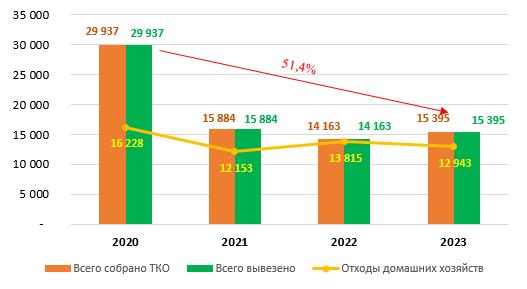 35 000
30 000
25 000
20 000
15 000
10 000
5 000
-
29 937 29 937
51,4%
15 884 15 884
14 163 14 163
15 395 15 395
16 228
12 153
13 815
12 943
2020 2021 2022 2023
Всего собрано ТКО Всего вывезено Отходы домашних хозяйств